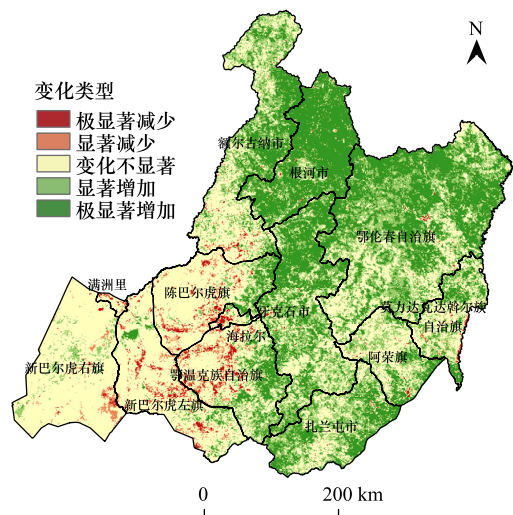 N
变化类型
极显著减少
显著减少
变化不显著
显著增加
极显著增加
额尔古纳市
根河市
鄂伦春自治旗
满洲里
陈巴尔虎旗
牙克石市
莫力达瓦达斡尔族
自治旗
海拉尔
新巴尔虎右旗
鄂温克族自治旗
阿荣旗
新巴尔虎左旗
扎兰屯市
0 200 km